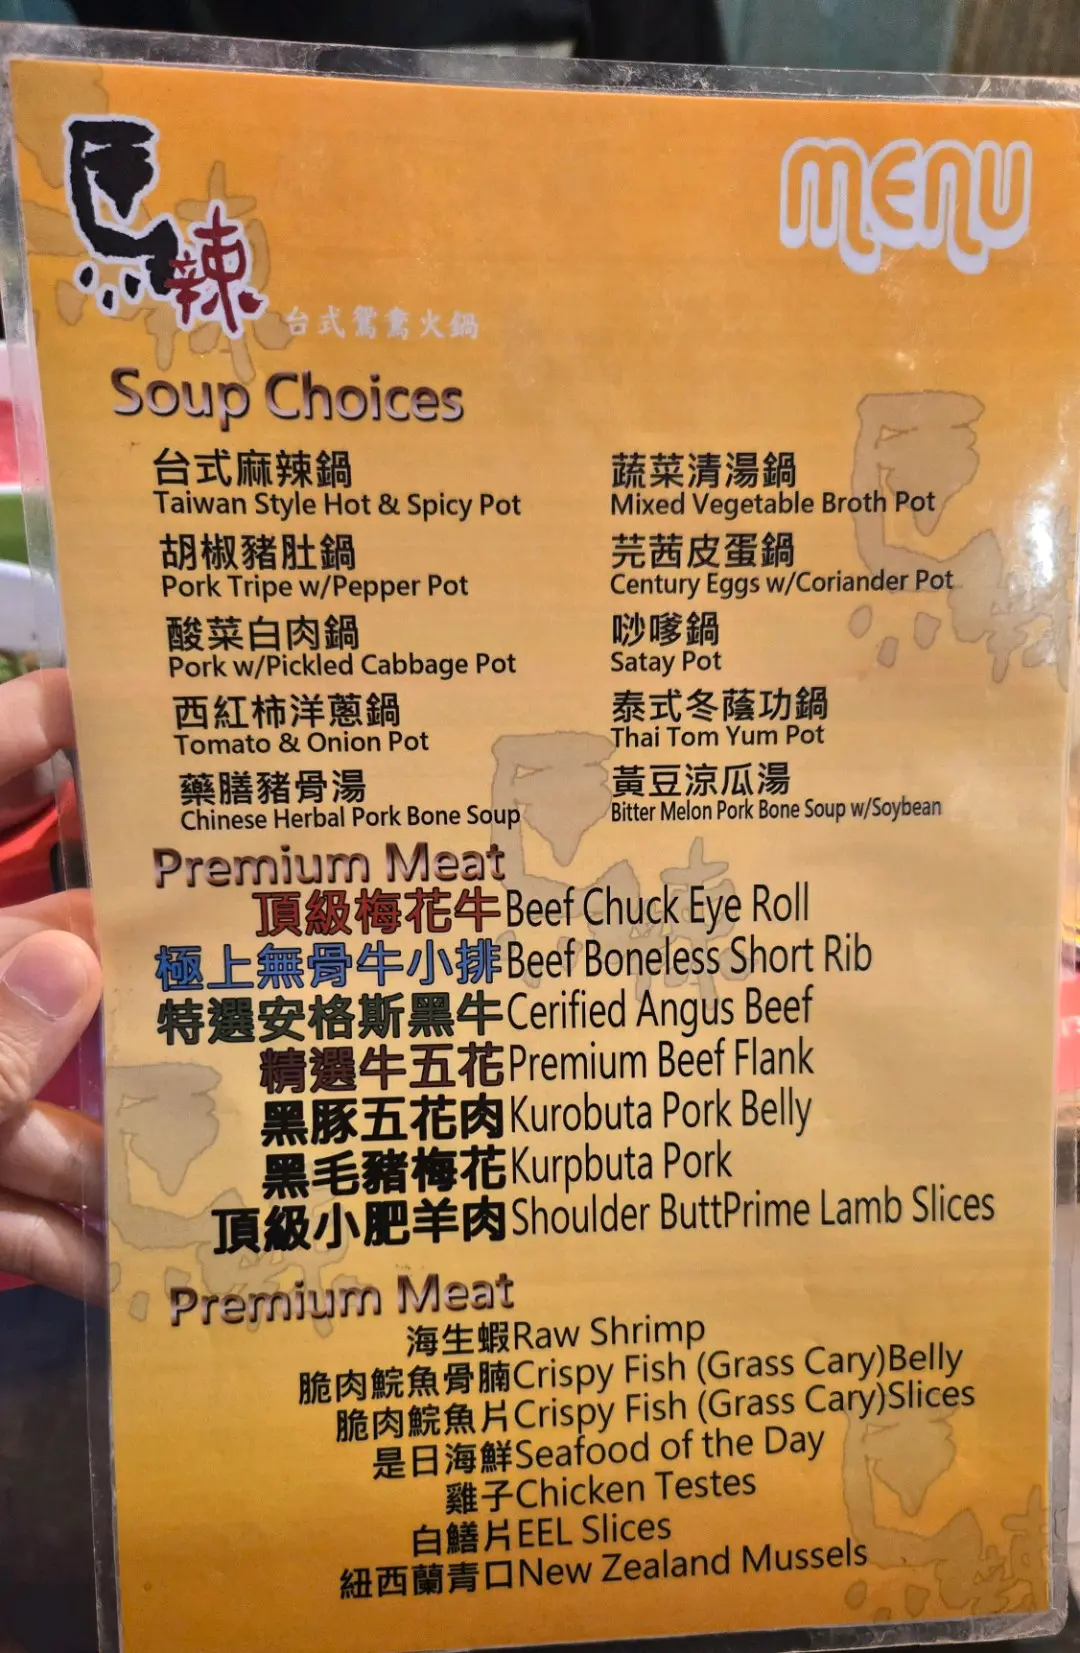 馬辣
MENU
台式鴛鴦火鍋
Soup Choices
台式麻辣鍋
Taiwan Style Hot & Spicy Pot
胡椒豬肚鍋
Pork Tripe w/Pepper Pot
酸菜白肉鍋
Pork w/Pickled Cabbage Pot
西紅柿洋蔥鍋
Tomato & Onion Pot
藥膳豬骨湯
Chinese Herbal Pork Bone Soup
蔬菜清湯鍋
Mixed Vegetable Broth Pot
芫茜皮蛋鍋
Century Eggs w/Coriander Pot
唦嗲鍋
Satay Pot
泰式冬蔭功鍋
Thai Tom Yum Pot
黃豆涼瓜湯
Bitter Melon Pork Bone Soup w/Soybean
Premium Meat
頂級梅花牛Beef Chuck Eye Roll
極上無骨牛小排Beef Boneless Short Rib
特選安格斯黑牛Cerified Angus Beef
精選牛五花Premium Beef Flank
黑豚五花肉Kurobuta Pork Belly
黑毛豬梅花Kurpbuta Pork
頂級小肥羊肉Shoulder ButtPrime Lamb Slices
Premium Meat
海生蝦Raw Shrimp
脆肉鯇魚骨腩Crispy Fish (Grass Cary)Belly
脆肉鯇魚片Crispy Fish (Grass Cary)Slices
是日海鮮Seafood of the Day
雞子Chicken Testes
白鱔片EEL Slices
紐西蘭青口New Zealand Mussels